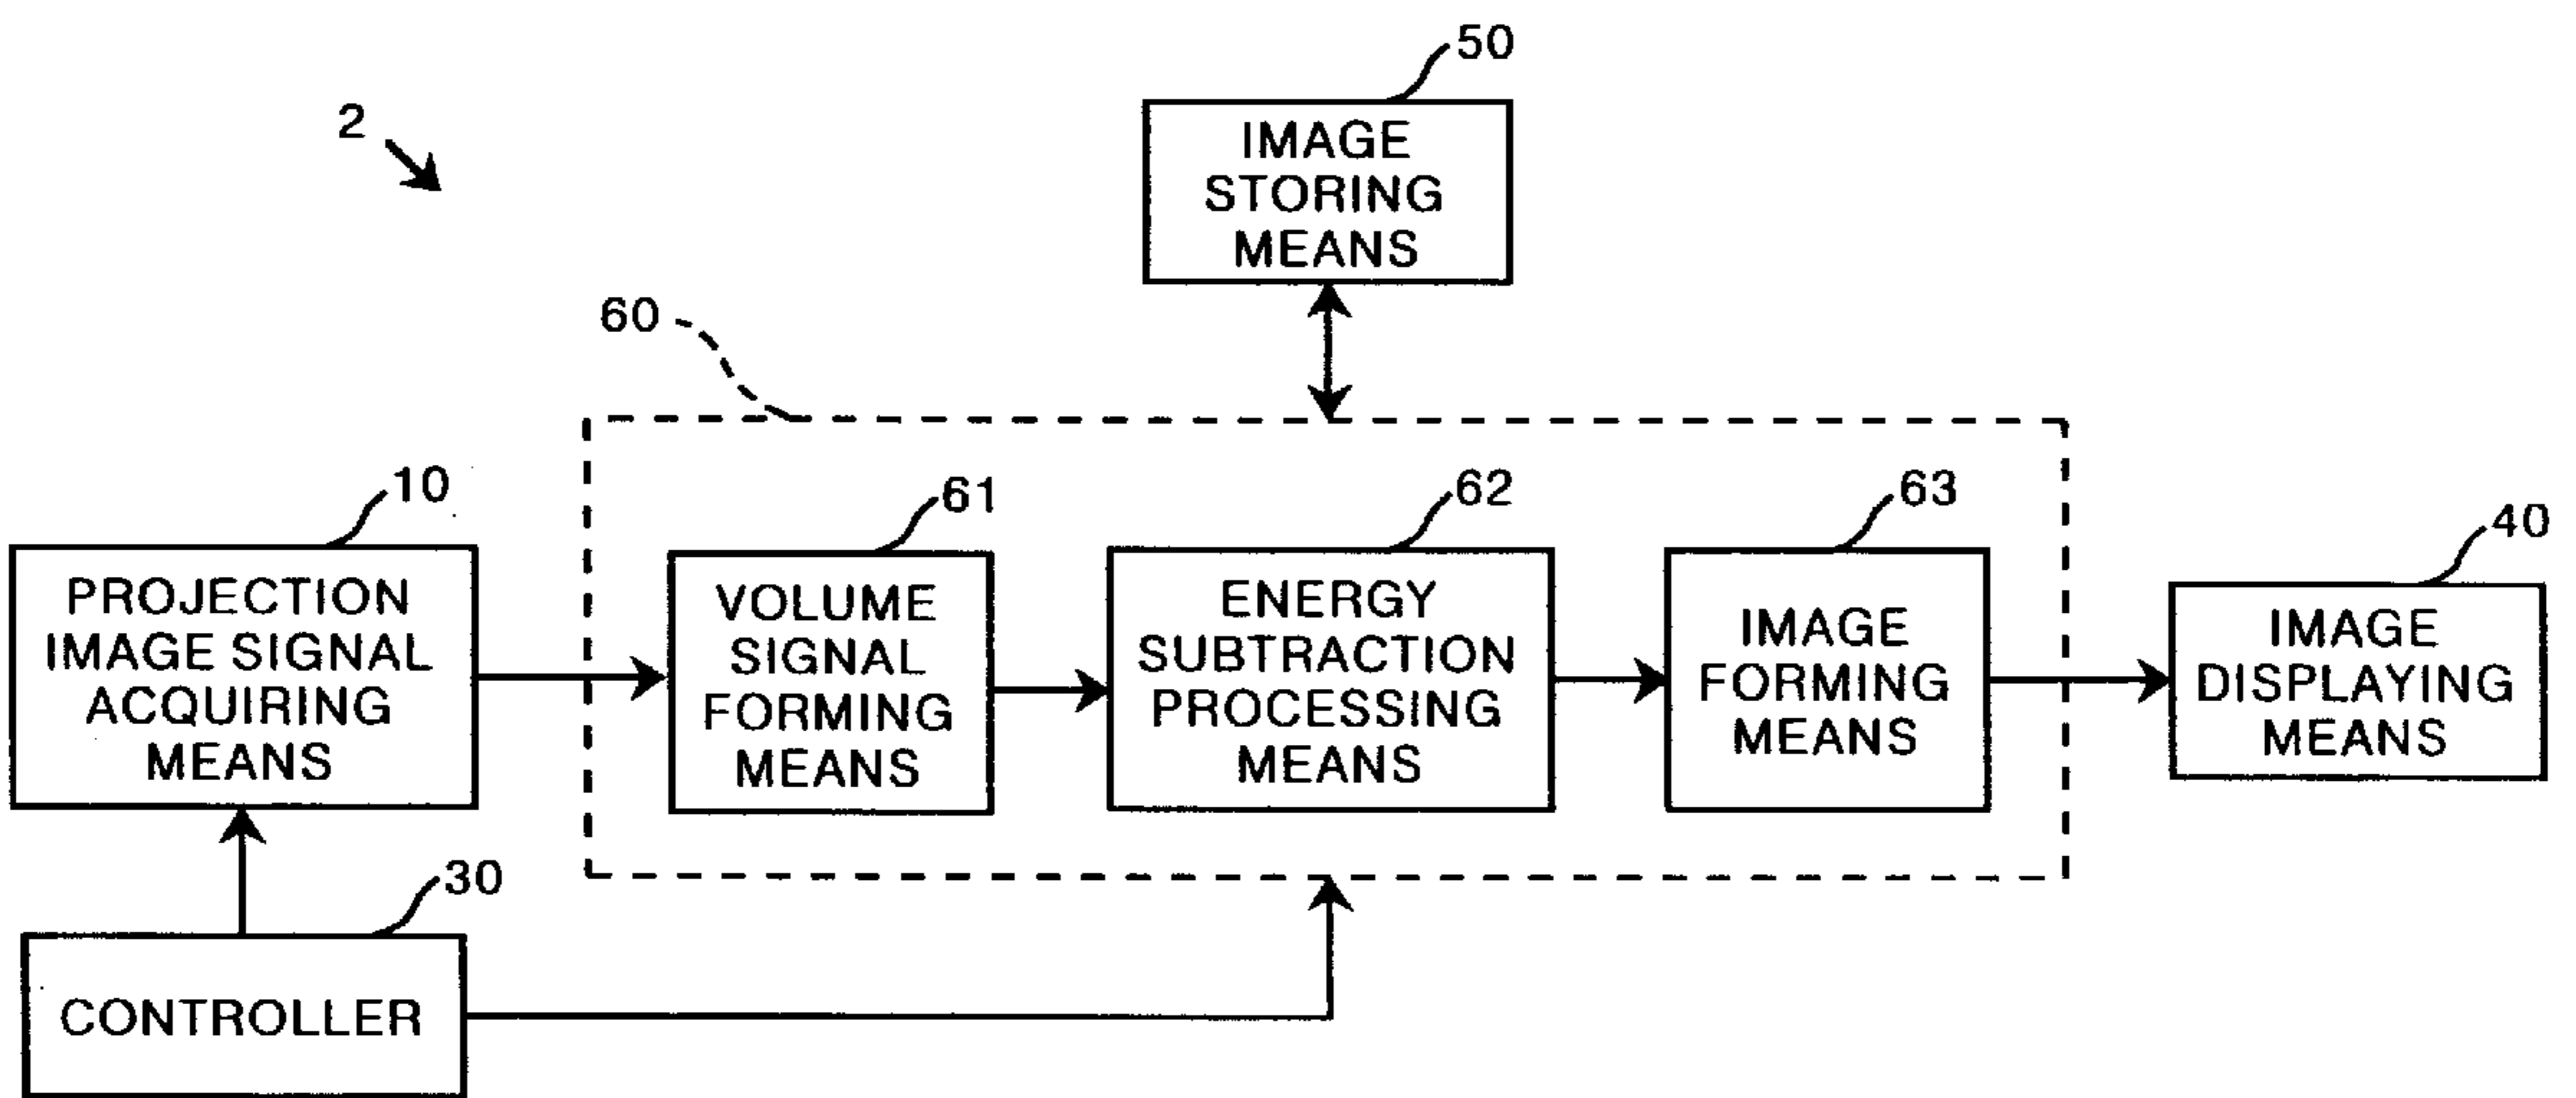 50
2
IMAGE
STORING
MEANS
60
10
61
62
63
40
PROJECTION
IMAGE SIGNAL
ACQUIRING
MEANS
VOLUME
SIGNAL
FORMING
MEANS
ENERGY
SUBTRACTION
PROCESSING
MEANS
IMAGE
FORMING
MEANS
IMAGE
DISPLAYING
MEANS
30
CONTROLLER